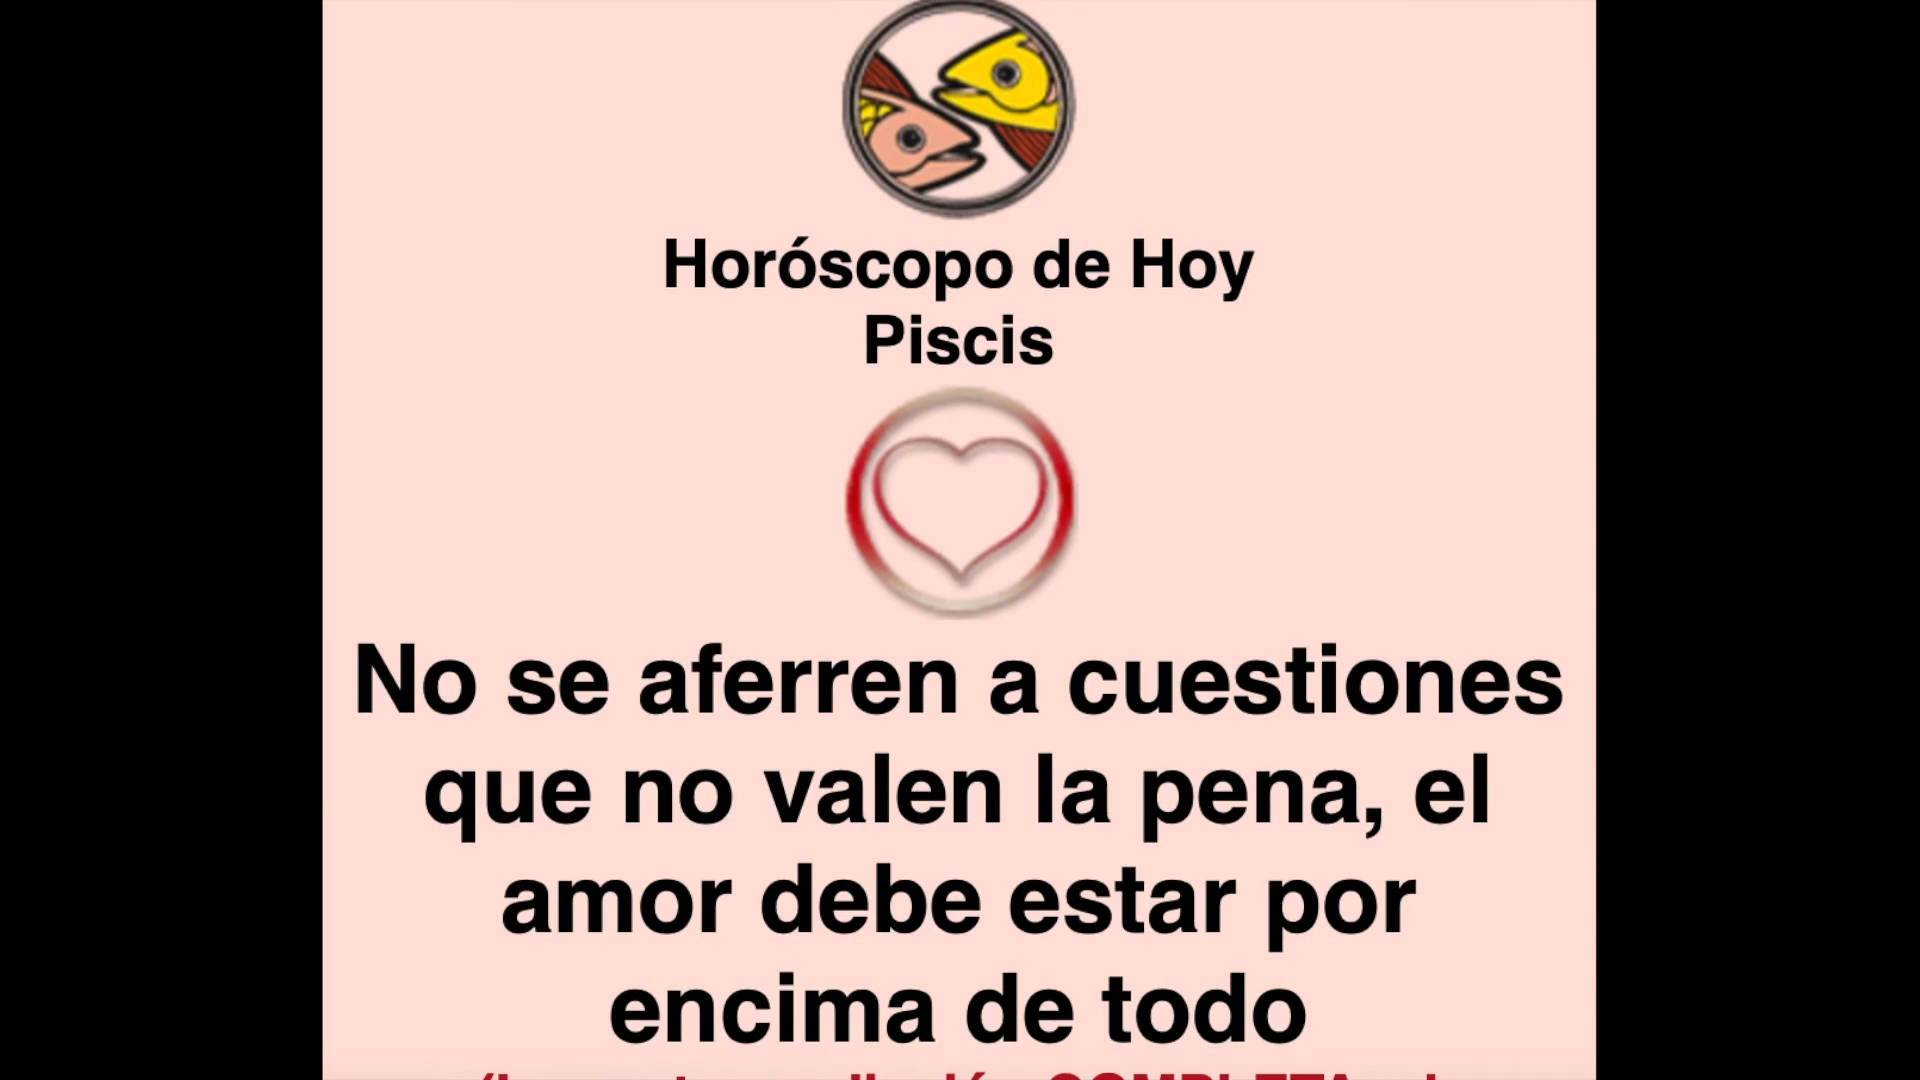 Horóscopo de Hoy
Piscis
No se aferren a cuestiones
que no valen la pena, el
amor debe estar por
encima de todo
COMPLETA